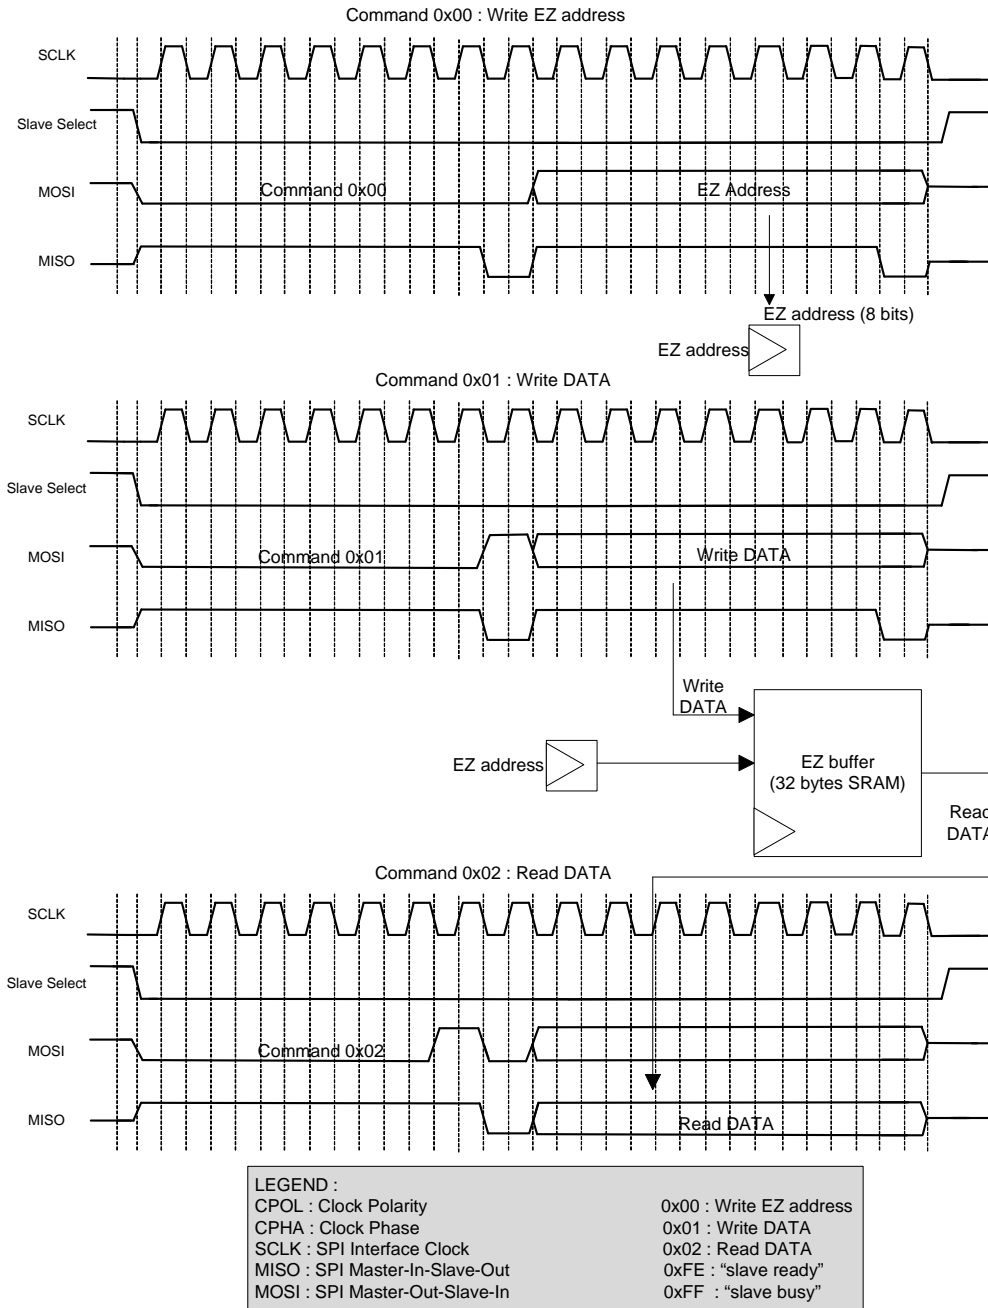 Command 0x00 : Write EZ address
SCLK
Slave Select
MOSI
Command 0x00
EZ Address
MISO
EZ address (8 bits)
EZ address
Command 0x01 : Write DATA
SCLK
Slave Select
MOSI
Command 0x01
Write DATA
MISO
Write
DATA
EZ address
EZ buffer
(32 bytes SRAM)
Read
DATA
Command 0x02 : Read DATA
SCLK
Slave Select
MOSI
Command 0x02
MISO
Read DATA
LEGEND :
CPOL : Clock Polarity
0x00 : Write EZ address
CPHA : Clock Phase
0x01 : Write DATA
SCLK : SPI Interface Clock
0x02 : Read DATA
MISO : SPI Master-In-Slave-Out
0xFE : “slave ready”
MOSI : SPI Master-Out-Slave-In
0xFF : “slave busy”